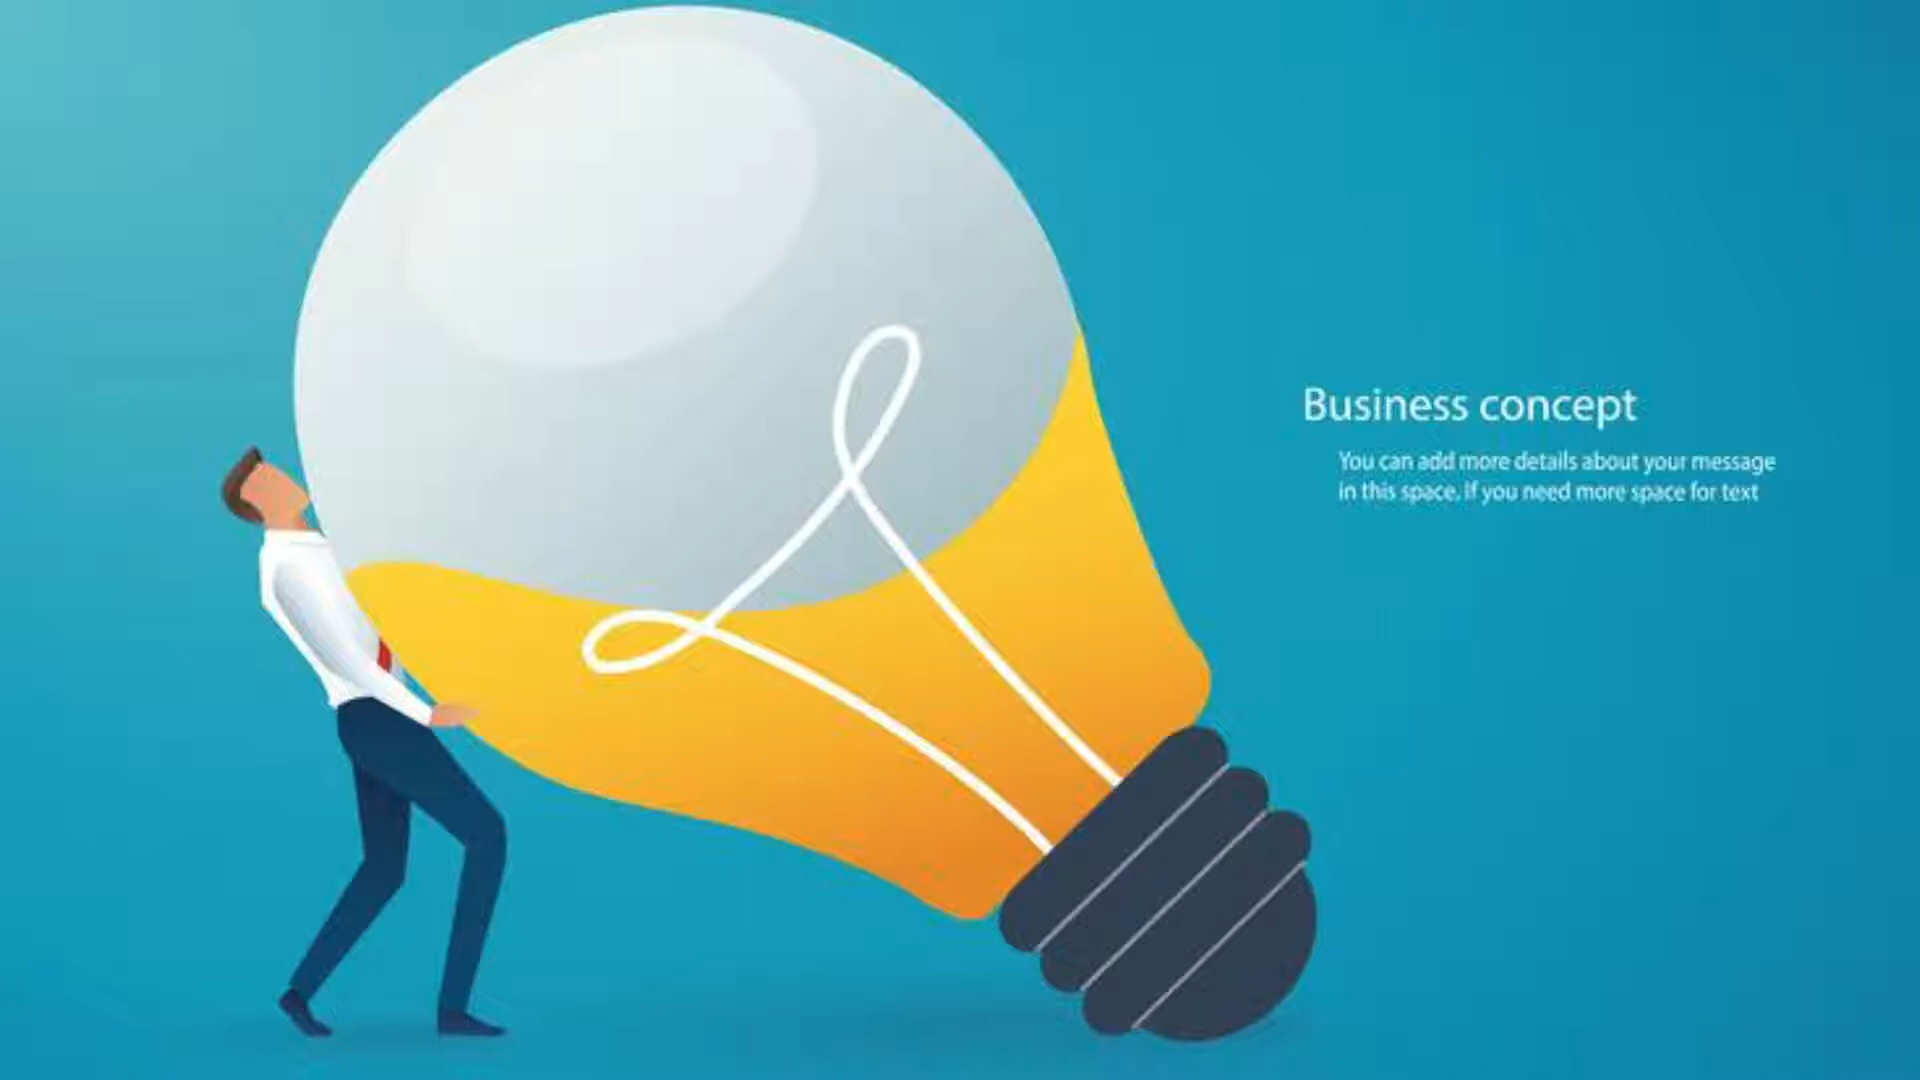 Business concept
You can add more details about your message
in this space. If you need more space for text